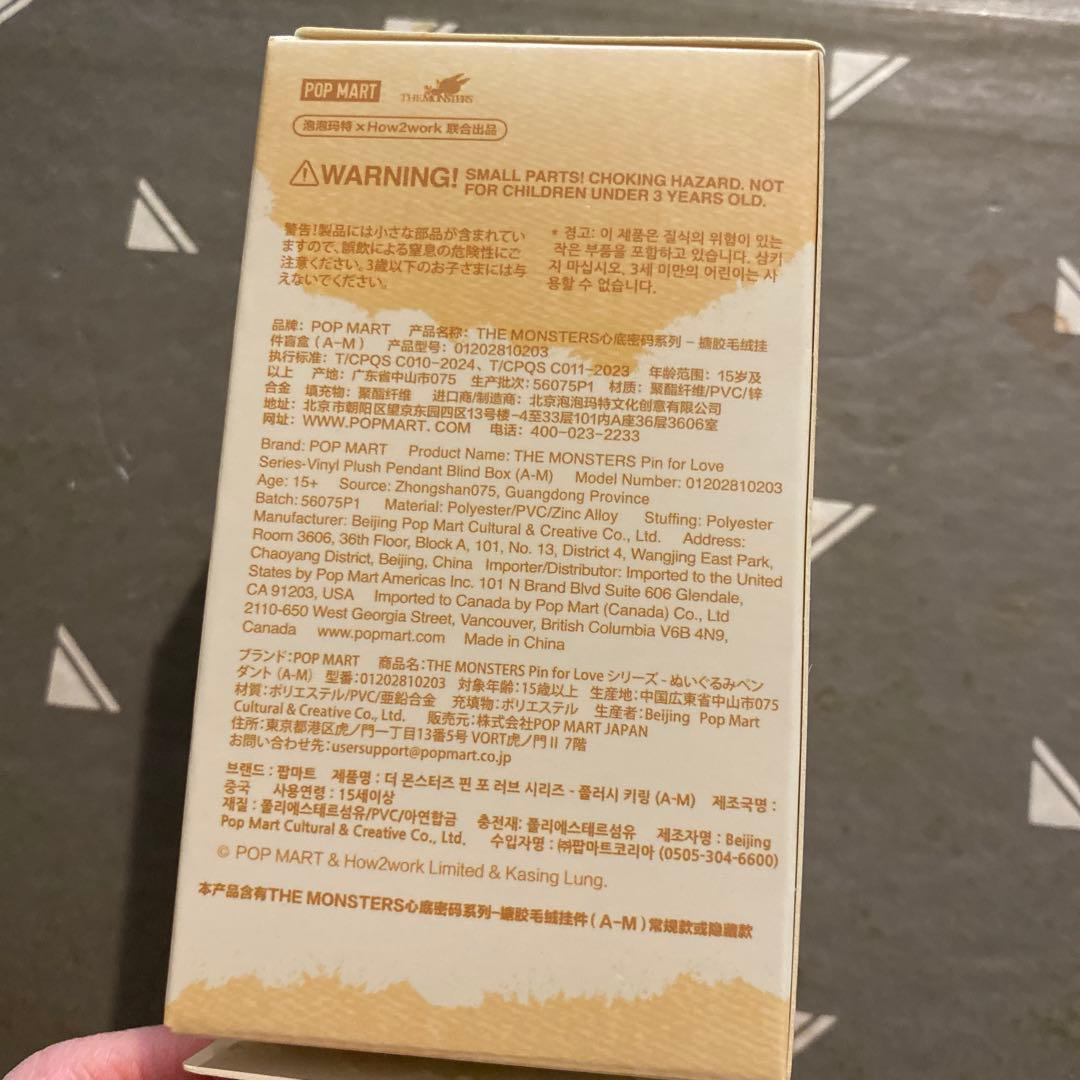 POP MART THE MONSTERS
泡泡玛特×How2work 联合出品
⚠WARNING! SMALL PARTS! CHOKING HAZARD. NOT
FOR CHILDREN UNDER 3 YEARS OLD.
警告!製品には小さな部品が含まれてい
ますので、誤飲による窒息の危険性にご
注意ください。3歳以下のお子さまには与
えないでください。
* 경고: 이 제품은 질식의 위협이 있는
작은 부품을 포함하고 있습니다. 삼키
지 마십시오. 3세 미만의 어린이는 사
용할 수 없습니다.
品牌: POP MART 产品名称: THE MONSTERS心底密码系列 – 搪胶毛绒挂
件盲盒 (A–M) 产品型号: 01202810203
执行标准: T/CPQS C010–2024、T/CPQS C011–2023 年龄范围: 15岁及
以上 产地: 广东省中山市075 生产批次: 56075P1 材质: 聚酯纤维/PVC/锌
合金 填充物: 聚酯纤维 进口商/制造商: 北京泡泡玛特文化创意有限公司
地址: 北京市朝阳区望京东园四区13号楼–4至33层101内A座36层3606室
网址: WWW.POPMART. COM 电话: 400-023-2233
Brand: POP MART Product Name: THE MONSTERS Pin for Love
Series-Vinyl Plush Pendant Blind Box (A-M) Model Number: 01202810203
Age: 15+ Source: Zhongshan075, Guangdong Province
Batch: 56075P1 Material: Polyester/PVC/Zinc Alloy Stuffing: Polyester
Manufacturer: Beijing Pop Mart Cultural & Creative Co., Ltd. Address:
Room 3606, 36th Floor, Block A, 101, No. 13, District 4, Wangjing East Park,
Chaoyang District, Beijing, China Importer/Distributor: Imported to the United
States by Pop Mart Americas Inc. 101 N Brand Blvd Suite 606 Glendale,
CA 91203, USA Imported to Canada by Pop Mart (Canada) Co., Ltd
2110-650 West Georgia Street, Vancouver, British Columbia V6B 4N9,
Canada www.popmart.com Made in China
ブランド:POP MART 商品名:THE MONSTERS Pin for Love シリーズ - ぬいぐるみペン
ダント (A-M) 型番:01202810203 対象年齢:15歳以上 生産地:中国広東省中山市075
材質:ポリエステル/PVC/亜鉛合金 充填物:ポリエステル 生産者:Beijing Pop Mart
Cultural & Creative Co., Ltd. 販売元:株式会社POP MART JAPAN
住所:東京都港区虎ノ門一丁目13番5号 VORT虎ノ門Ⅱ 7階
お問い合わせ先:usersupport@popmart.co.jp
브랜드 : 팝마트 제품명 : 더 몬스터즈 핀 포 러브 시리즈 - 플러시 키링 (A-M) 제조국명 :
중국 사용연령 : 15세이상
재질 : 폴리에스테르섬유/PVC/아연합금 충전재: 폴리에스테르섬유 제조자명 : Beijing
Pop Mart Cultural & Creative Co., Ltd. 수입자명 : ㈜팝마트코리아 (0505-304-6600)
© POP MART & How2work Limited & Kasing Lung.
本产品含有THE MONSTERS心底密码系列–搪胶毛绒挂件 ( A–M ) 常规款或隐藏款